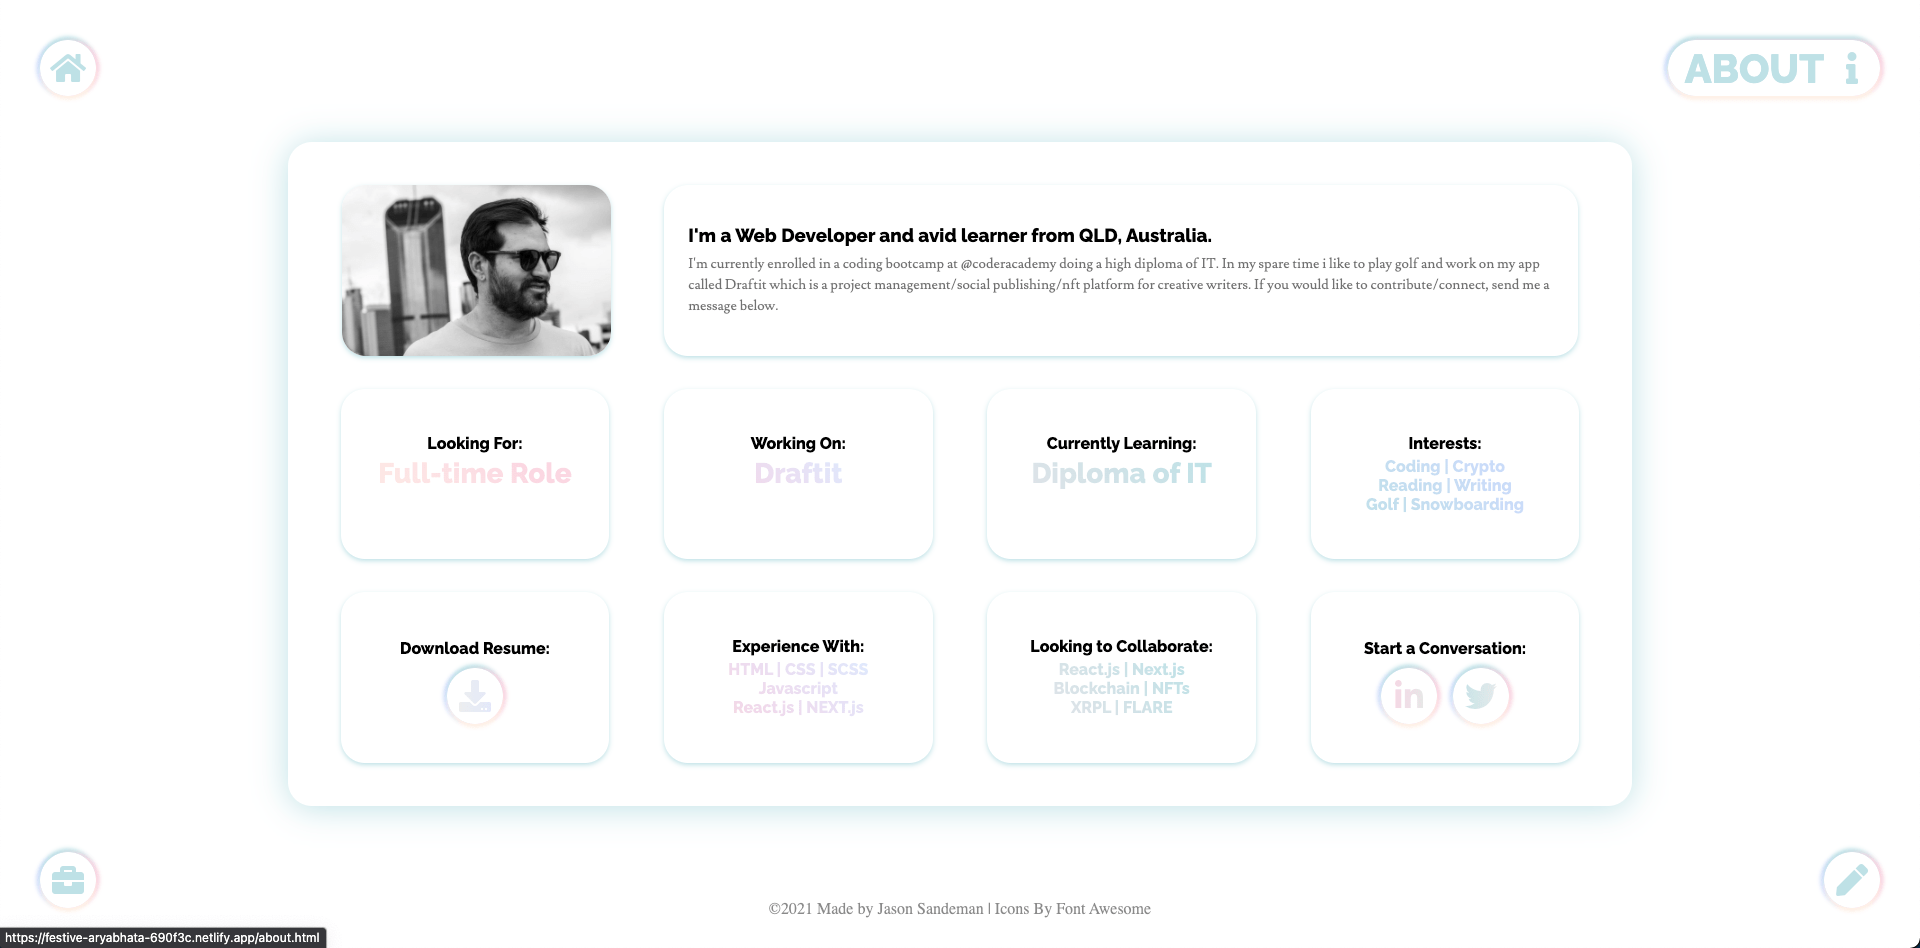 ABOUT i
I'm a Web Developer and avid learner from QLD, Australia.
I'm currently enrolled in a coding bootcamp at @coderacademy doing a high diploma of IT. In my spare time i like to play golf and work on my app
called Draftit which is a project management/social publishing/nft platform for creative writers. If you would like to contribute/connect, send me a
message below.
Looking For:
Full-time Role
Working On:
Draftit
Currently Learning:
Diploma of IT
Interests:
Coding | Crypto
Reading | Writing
Golf | Snowboarding
Download Resume:
Experience With:
HTML | CSS | SCSS
Javascript
React.js | NEXT.js
Looking to Collaborate:
React.js | Next.js
Blockchain | NFTs
XRPL | FLARE
Start a Conversation:
in
©2021 Made by Jason Sandeman | Icons By Font Awesome
https://festive-aryabhata-690f3c.netlify.app/about.html